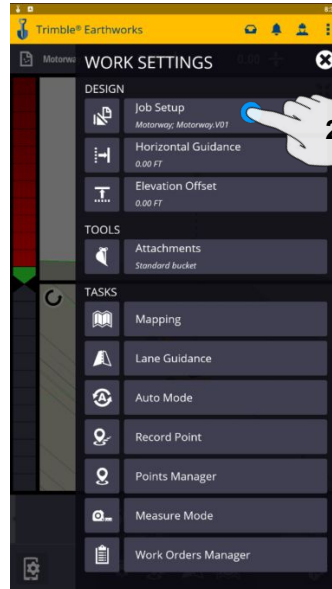 Trimble® Earthworks
Motorwa
8.05
WORK SETTINGS
DESIGN
Job Setup
Motorway; Motorway.V01
2
Horizontal Guidance
0.00 FT
Elevation Offset
0.00 FT
TOOLS
Attachments
Standard bucket
TASKS
Mapping
Lane Guidance
A
Auto Mode
Record Point
Points Manager
Measure Mode
Work Orders Manager